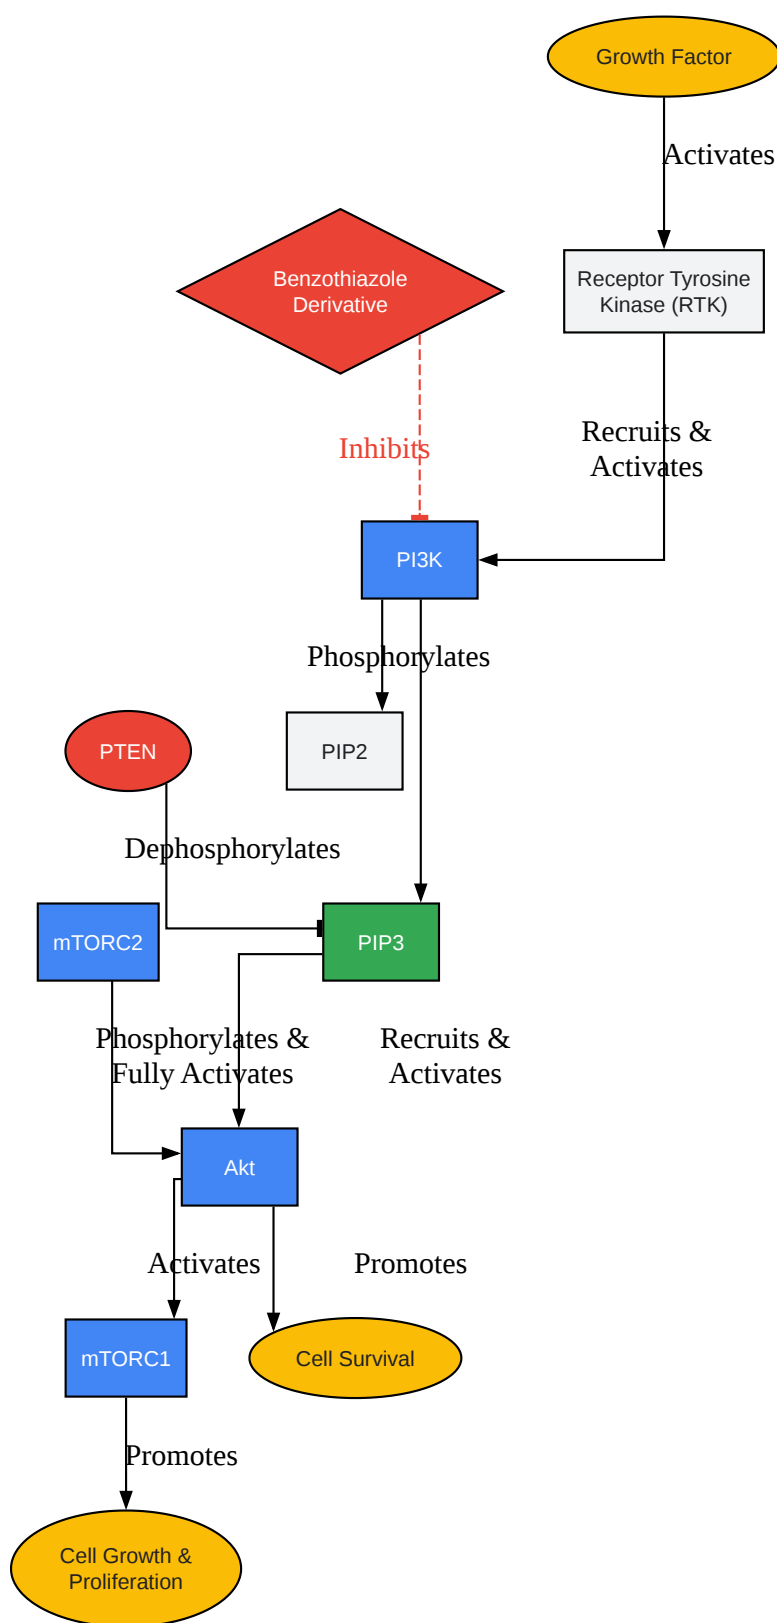 Growth Factor
Activates
Benzothiazole
Derivative
Receptor Tyrosine
Kinase (RTK)
Inhibits
Recruits &
Activates
PI3K
Phosphorylates
PIP2
PTEN
Dephosphorylates
mTORC2
PIP3
Phosphorylates &
Fully Activates
Recruits &
Activates
Akt
Activates
Promotes
mTORC1
Cell Survival
Promotes
Cell Growth &
Proliferation